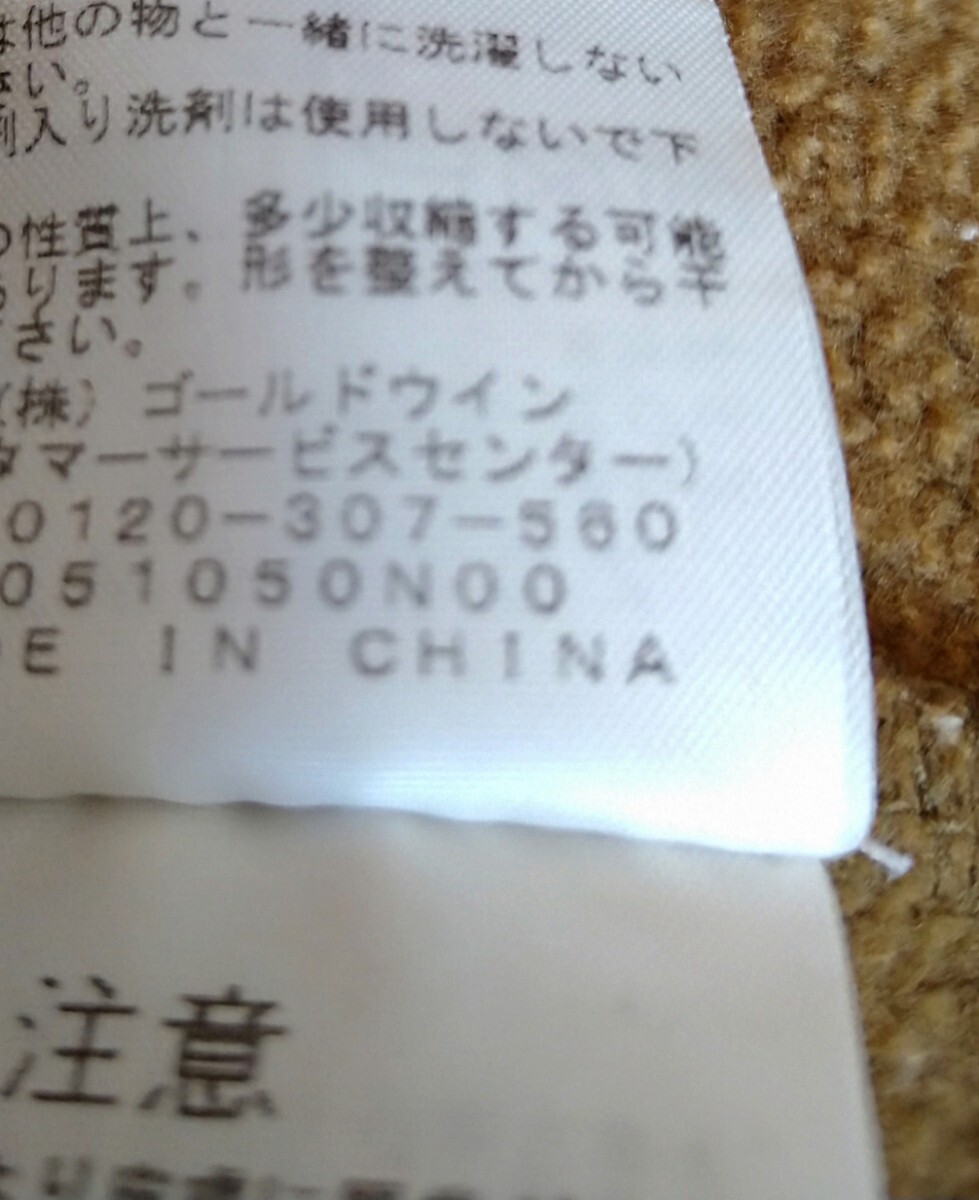 は他の物と一緒に洗濯しない
さい。
剤入り洗剤は使用しないで下
の性質上、多少収縮する可能
あります。形を整えてから干
ださい。
(株)ゴールドウイン
タマーサービスセンター)
0120-307-560
051050N00
DE IN CHINA
注意